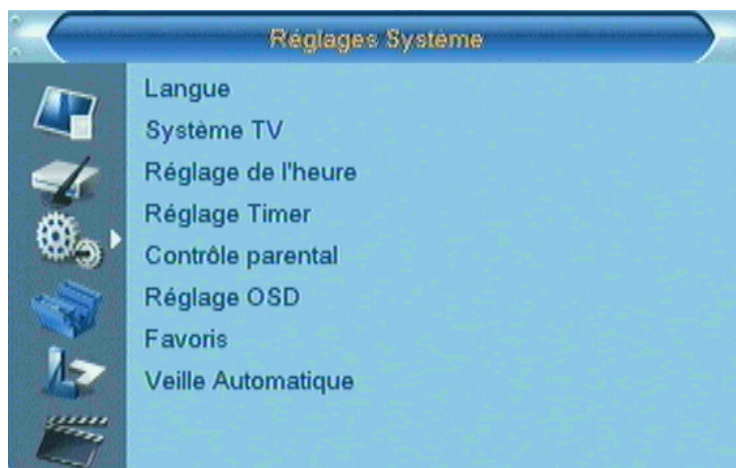 Réglages Système
Langue
Système TV
Réglage de l'heure
Réglage Timer
Contrôle parental
Réglage OSD
Favoris
Veille Automatique